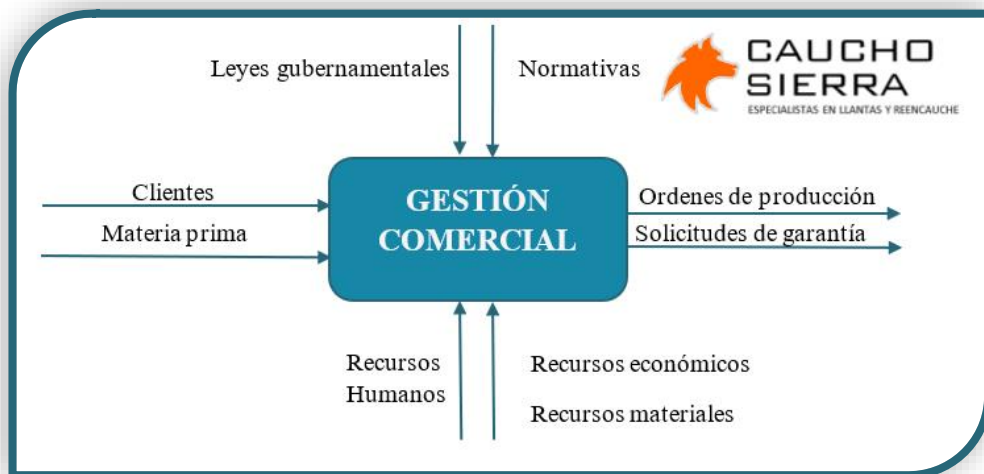 Leyes gubernamentales
Normativas
CAUCHO
SIERRA
ESPECIALISTAS EN LLANTAS Y REENCAUCHE
Clientes
Materia prima
GESTIÓN
COMERCIAL
Ordenes de producción
Solicitudes de garantía
Recursos
Humanos
Recursos económicos
Recursos materiales